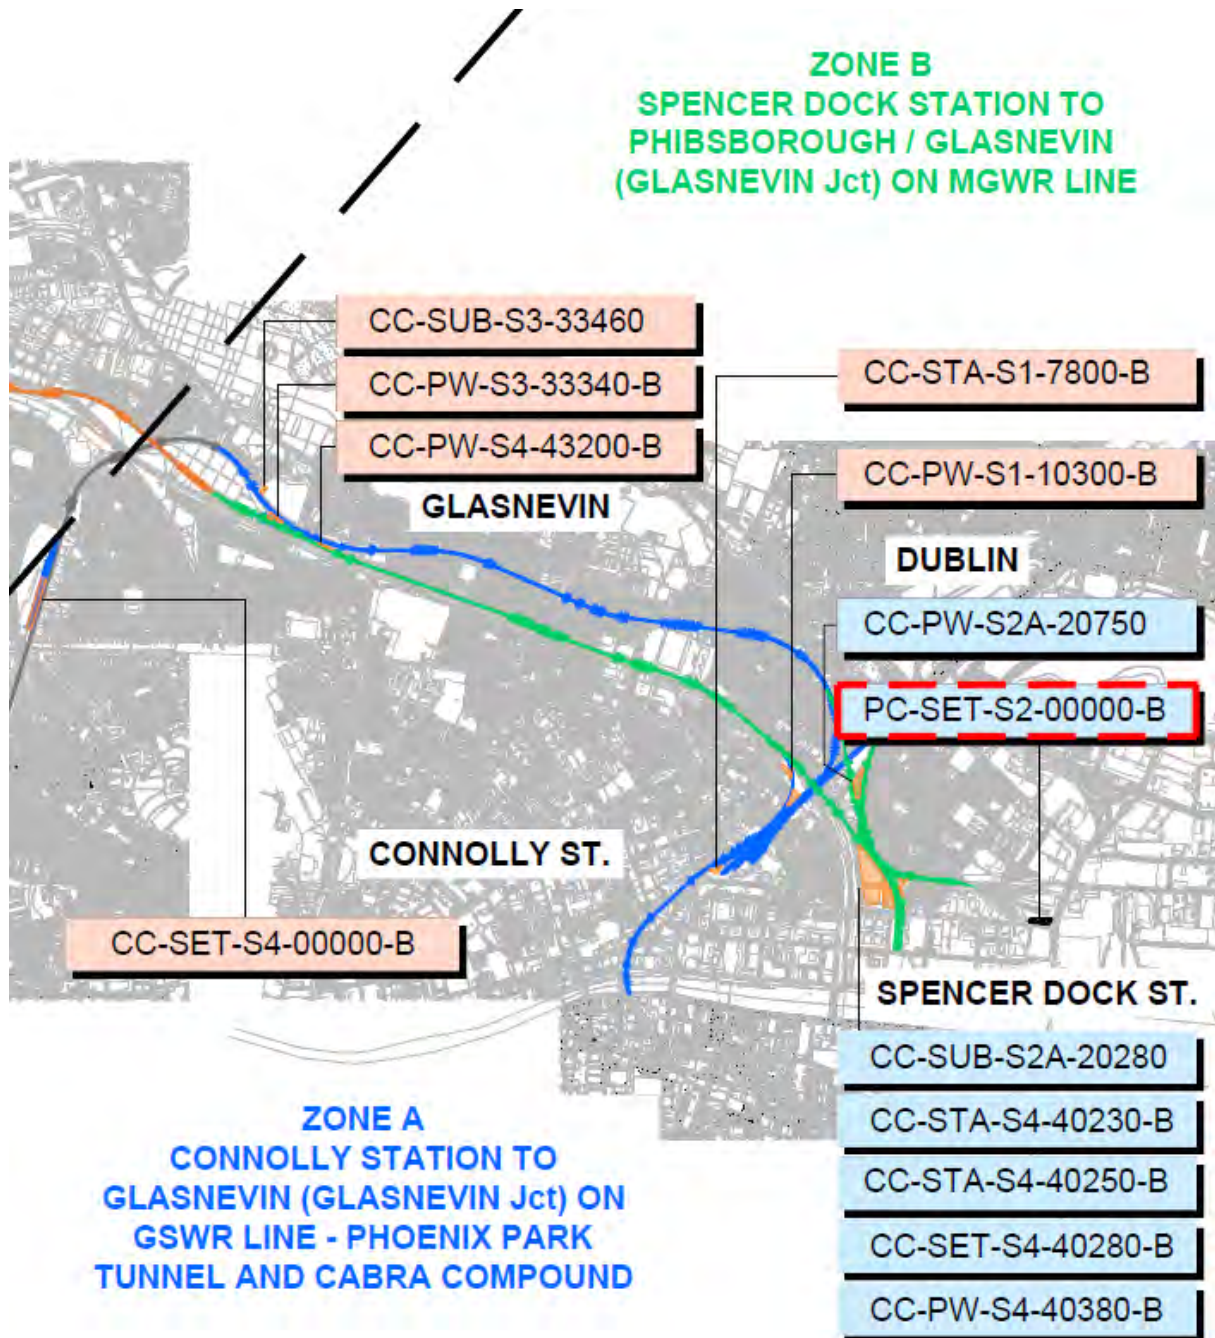 ZONE B
SPENCER DOCK STATION TO
PHIBSBOROUGH / GLASNEVIN
(GLASNEVIN Jct) ON MGWR LINE
CC-SUB-S3-33460
CC-PW-S3-33340-B
CC-PW-S4-43200-B
GLASNEVIN
CC-STA-S1-7800-B
CC-PW-S1-10300-B
DUBLIN
CC-PW-S2A-20750
PC-SET-S2-00000-B
CONNOLLY ST.
CC-SET-S4-00000-B
SPENCER DOCK ST.
CC-SUB-S2A-20280
CC-STA-S4-40230-B
CC-STA-S4-40250-B
CC-SET-S4-40280-B
CC-PW-S4-40380-B
ZONE A
CONNOLLY STATION TO
GLASNEVIN (GLASNEVIN Jct) ON
GSWR LINE - PHOENIX PARK
TUNNEL AND CABRA COMPOUND